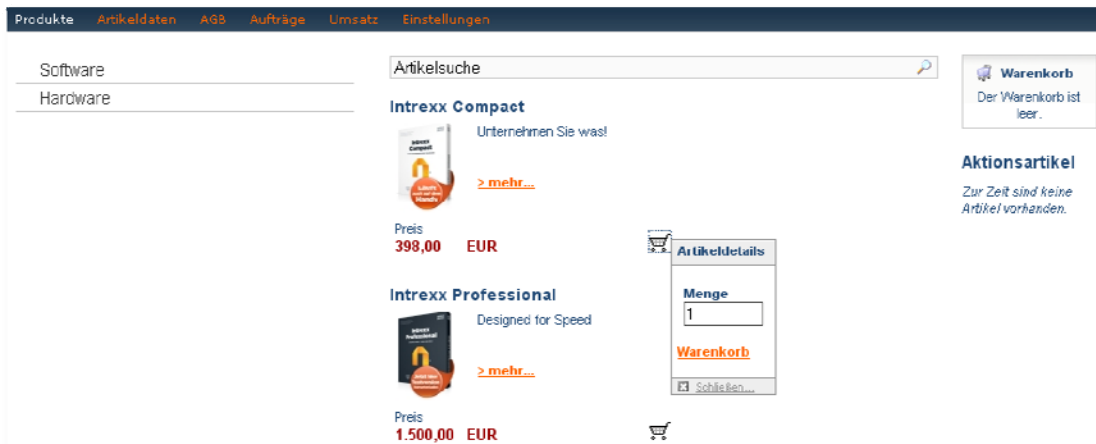 Produkte Artikeldaten AGB Aufträge Umsatz Einstellungen
Software
Hardware
Artikelsuche
Intrexx Compact
Unternehmen Sie was!
> mehr...
Preis
398,00 EUR
Artikeldetails
Menge
1
Warenkorb
Schließen...
Intrexx Professional
Designed for Speed
> mehr...
Preis
1.500,00 EUR
Warenkorb
Der Warenkorb ist
leer.
Aktionsartikel
Zur Zeit sind keine
Artikel vorhanden.